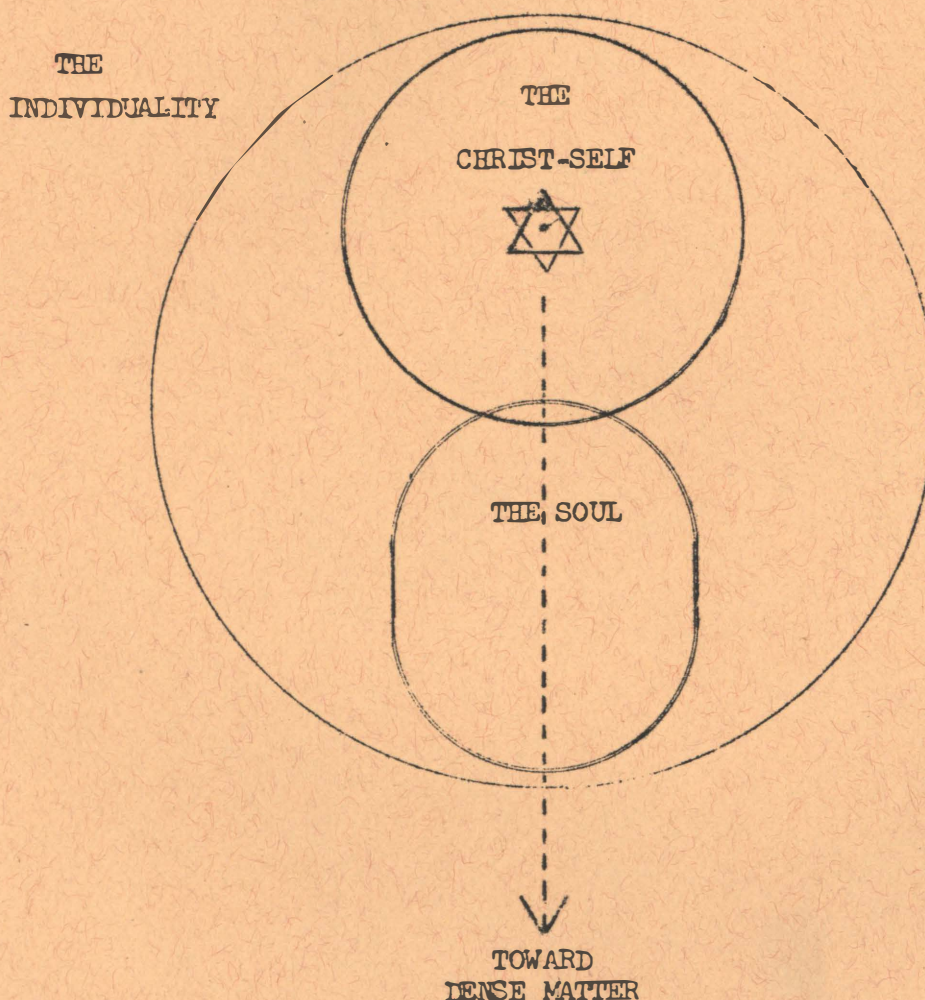 THE
INDIVIDUALITY
THE
CHRIST-SELF
THE SOUL
TOWARD
DENSE MATTER